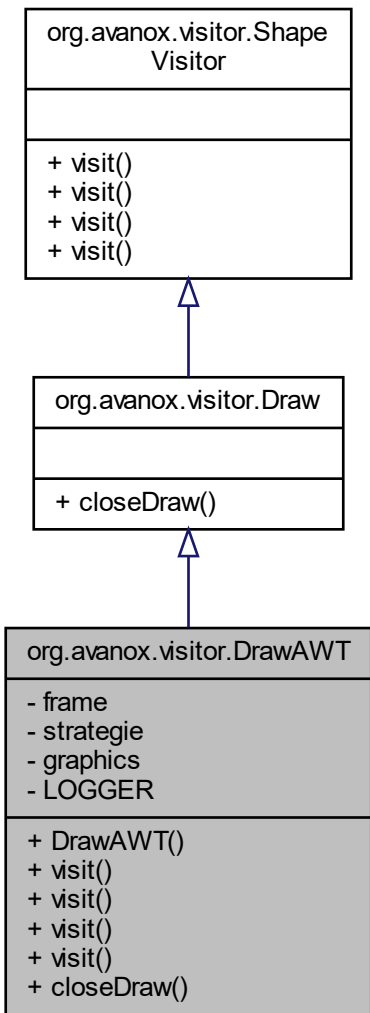 org.avanox.visitor.Shape
Visitor
+ visit()
+ visit()
+ visit()
+ visit()
org.avanox.visitor.Draw
+ closeDraw()
org.avanox.visitor.DrawAWT
- frame
- strategie
- graphics
- LOGGER
+ DrawAWT()
+ visit()
+ visit()
+ visit()
+ visit()
+ closeDraw()